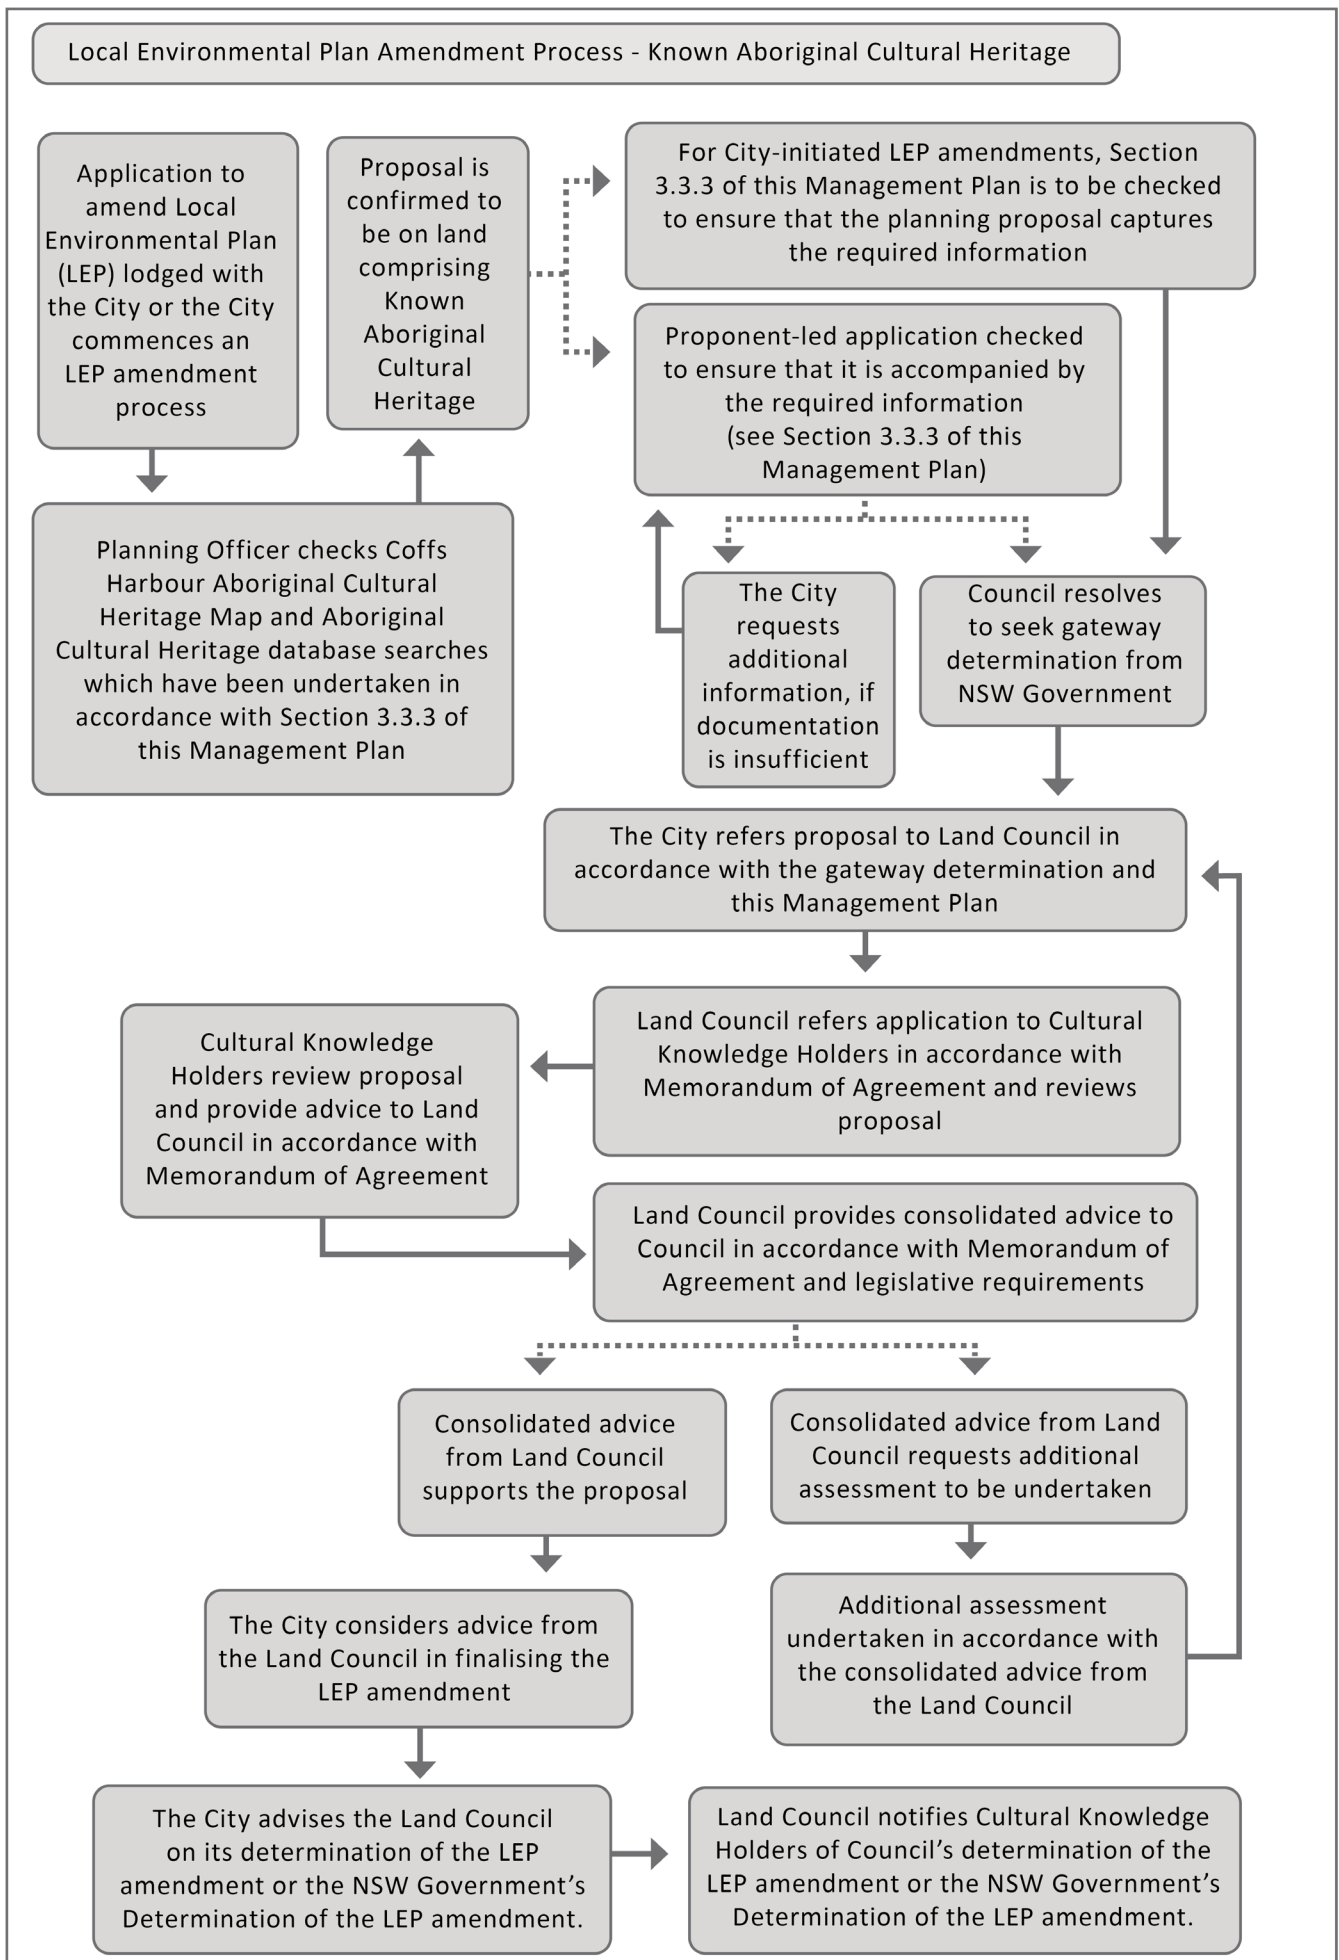 Local Environmental Plan Amendment Process - Known Aboriginal Cultural Heritage
Application to
amend Local
Environmental Plan
(LEP) lodged with
the City or the City
commences an
LEP amendment
process
Planning Officer checks Coffs
Harbour Aboriginal Cultural
Heritage Map and Aboriginal
Cultural Heritage database searches
which have been undertaken in
accordance with Section 3.3.3 of
this Management Plan
Proposal is
confirmed to
be on land
comprising
Known
Aboriginal
Cultural
Heritage
For City-initiated LEP amendments, Section
3.3.3 of this Management Plan is to be checked
to ensure that the planning proposal captures
the required information
Proponent-led application checked
to ensure that it is accompanied by
the required information
(see Section 3.3.3 of this
Management Plan)
The City
requests
additional
information, if
documentation
is insufficient
Council resolves
to seek gateway
determination from
NSW Government
The City refers proposal to Land Council in
accordance with the gateway determination and
this Management Plan
Land Council refers application to Cultural
Knowledge Holders in accordance with
Memorandum of Agreement and reviews
proposal
Cultural Knowledge
Holders review proposal
and provide advice to Land
Council in accordance with
Memorandum of Agreement
Land Council provides consolidated advice to
Council in accordance with Memorandum of
Agreement and legislative requirements
Consolidated advice
from Land Council
supports the proposal
Consolidated advice from Land
Council requests additional
assessment to be undertaken
Additional assessment
undertaken in accordance with
the consolidated advice from
the Land Council
The City considers advice from
the Land Council in finalising the
LEP amendment
The City advises the Land Council
on its determination of the LEP
amendment or the NSW Government’s
Determination of the LEP amendment.
Land Council notifies Cultural Knowledge
Holders of Council’s determination of the
LEP amendment or the NSW Government’s
Determination of the LEP amendment.